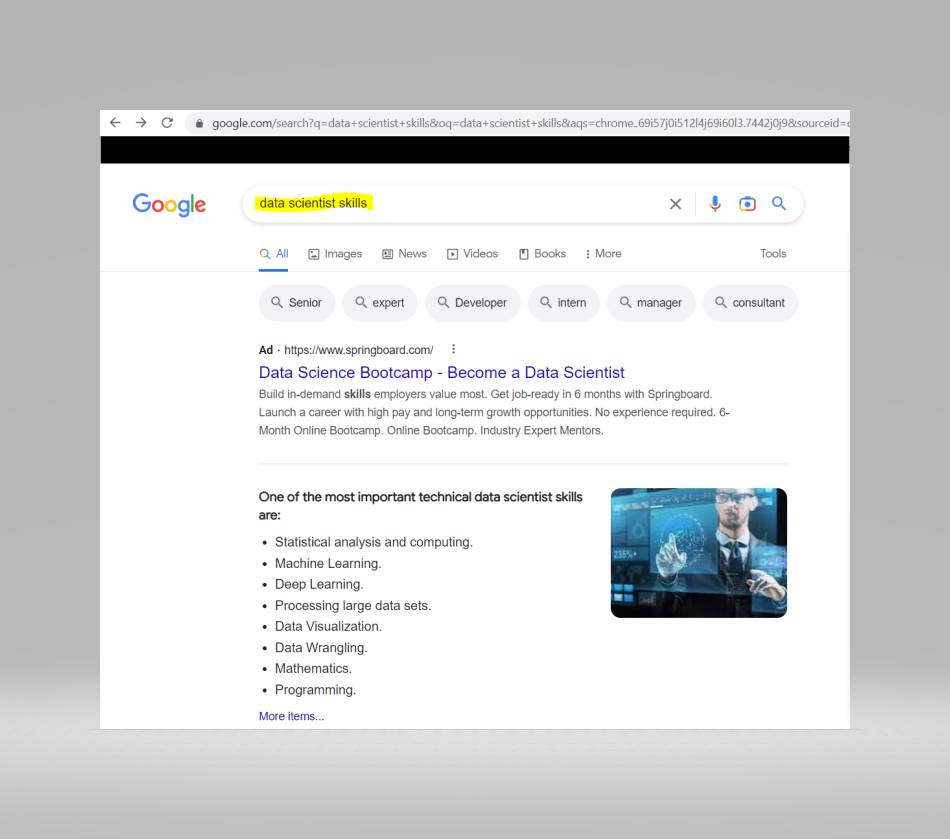 google.com/search?q=data+scientist+skills&oq=data+scientist+skills&aqs=chrome..69i57j0i512l4j69i60l3.7442j0j9&sourceid=c
Google data scientist skills
All Images News Videos Books More Tools
Senior expert Developer intern manager consultant
Ad · https://www.springboard.com/
Data Science Bootcamp - Become a Data Scientist
Build in-demand skills employers value most. Get job-ready in 6 months with Springboard.
Launch a career with high pay and long-term growth opportunities. No experience required. 6-
Month Online Bootcamp. Online Bootcamp. Industry Expert Mentors.
One of the most important technical data scientist skills
are:
• Statistical analysis and computing.
• Machine Learning.
• Deep Learning.
• Processing large data sets.
• Data Visualization.
• Data Wrangling.
• Mathematics.
• Programming.
More items...
235%